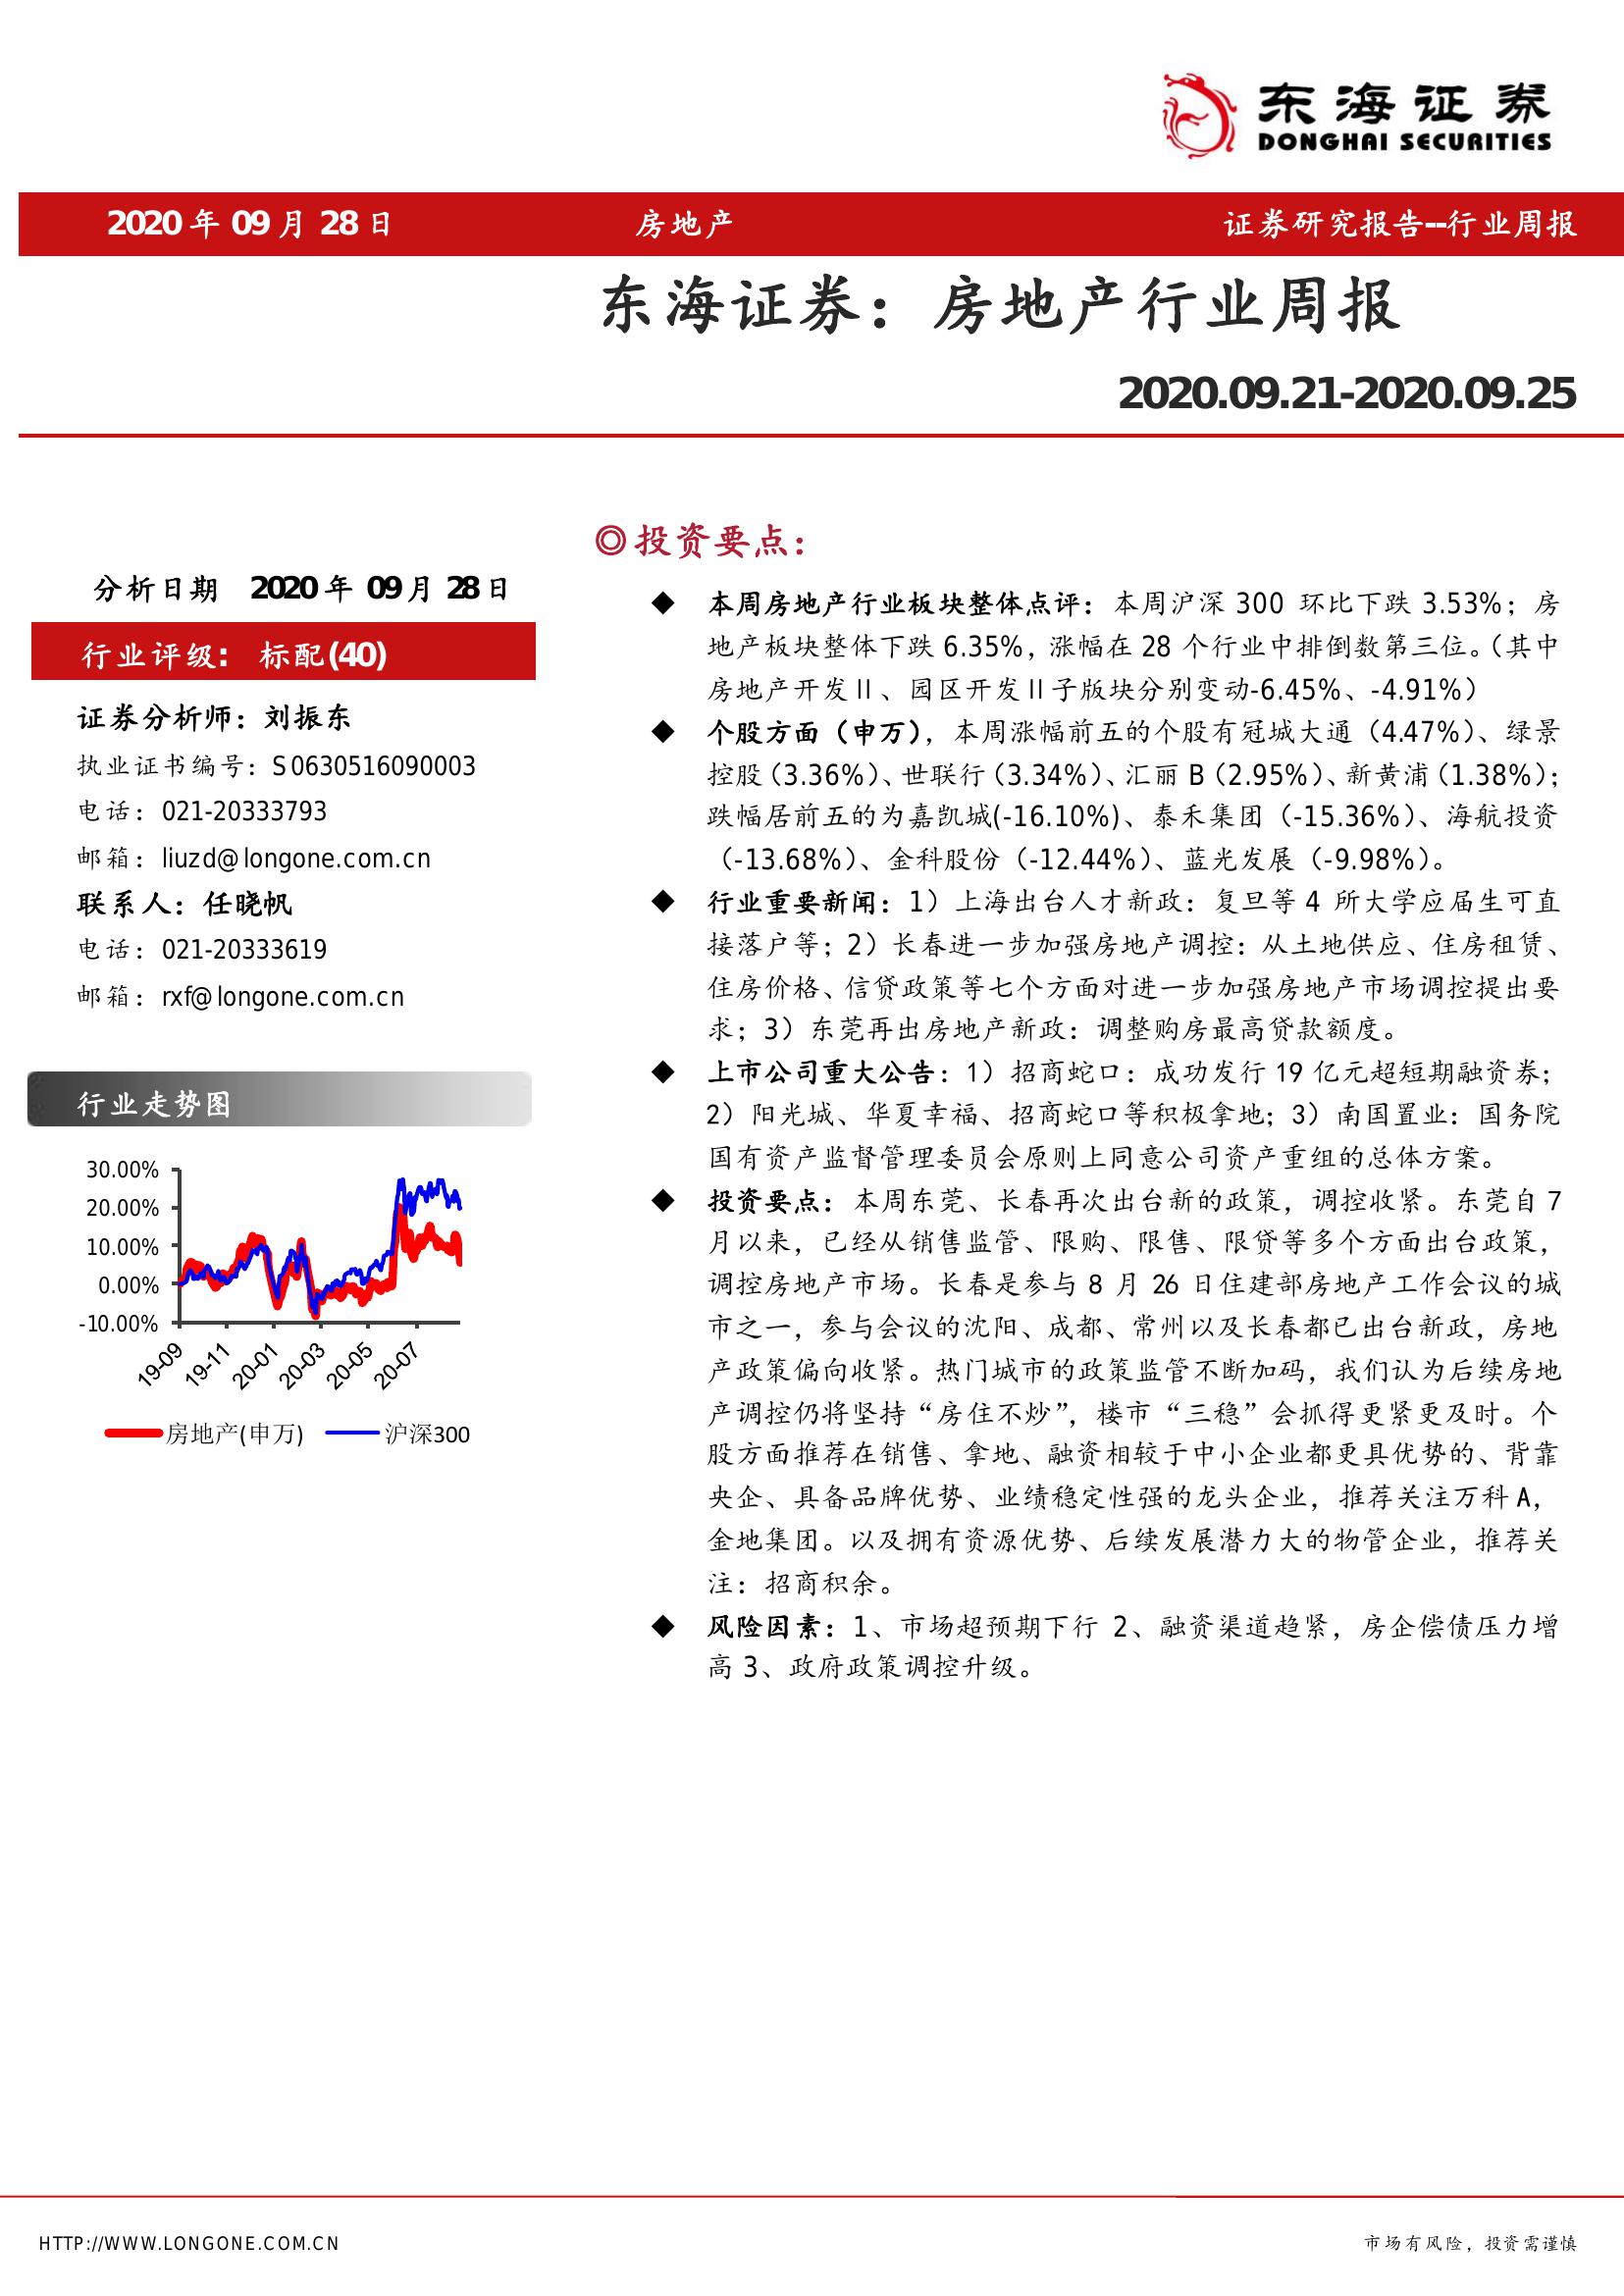 东海证券
DONGHAI SECURITIES
2020 年 09 月 28 日 房地产 证券研究报告--行业周报
东海证券：房地产行业周报
2020.09.21-2020.09.25
分析日期 2020 年 09 月 28 日
行业评级： 标配(40)
证券分析师：刘振东
执业证书编号：S0630516090003
电话：021-20333793
邮箱：liuzd@longone.com.cn
联系人：任晓帆
电话：021-20333619
邮箱：rxf@longone.com.cn
行业走势图
30.00%
20.00%
10.00%
0.00%
-10.00%
19-09 19-11 20-01 20-03 20-05 20-07
房地产(申万) 沪深300
◎投资要点：
◆ 本周房地产行业板块整体点评：本周沪深 300 环比下跌 3.53%；房
地产板块整体下跌 6.35%，涨幅在 28 个行业中排倒数第三位。（其中
房地产开发Ⅱ、园区开发Ⅱ子版块分别变动-6.45%、-4.91%）
◆ 个股方面（申万），本周涨幅前五的个股有冠城大通（4.47%）、绿景
控股（3.36%）、世联行（3.34%）、汇丽 B（2.95%）、新黄浦（1.38%）；
跌幅居前五的为嘉凯城(-16.10%)、泰禾集团（-15.36%）、海航投资
（-13.68%）、金科股份（-12.44%）、蓝光发展（-9.98%）。
◆ 行业重要新闻：1）上海出台人才新政：复旦等 4 所大学应届生可直
接落户等；2）长春进一步加强房地产调控：从土地供应、住房租赁、
住房价格、信贷政策等七个方面对进一步加强房地产市场调控提出要
求；3）东莞再出房地产新政：调整购房最高贷款额度。
◆ 上市公司重大公告：1）招商蛇口：成功发行 19 亿元超短期融资券；
2）阳光城、华夏幸福、招商蛇口等积极拿地；3）南国置业：国务院
国有资产监督管理委员会原则上同意公司资产重组的总体方案。
◆ 投资要点：本周东莞、长春再次出台新的政策，调控收紧。东莞自 7
月以来，已经从销售监管、限购、限售、限贷等多个方面出台政策，
调控房地产市场。长春是参与 8 月 26 日住建部房地产工作会议的城
市之一，参与会议的沈阳、成都、常州以及长春都已出台新政，房地
产政策偏向收紧。热门城市的政策监管不断加码，我们认为后续房地
产调控仍将坚持“房住不炒”，楼市“三稳”会抓得更紧更及时。个
股方面推荐在销售、拿地、融资相较于中小企业都更具优势的、背靠
央企、具备品牌优势、业绩稳定性强的龙头企业，推荐关注万科 A，
金地集团。以及拥有资源优势、后续发展潜力大的物管企业，推荐关
注：招商积余。
◆ 风险因素：1、市场超预期下行 2、融资渠道趋紧，房企偿债压力增
高 3、政府政策调控升级。
HTTP://WWW.LONGONE.COM.CN 市场有风险，投资需谨慎